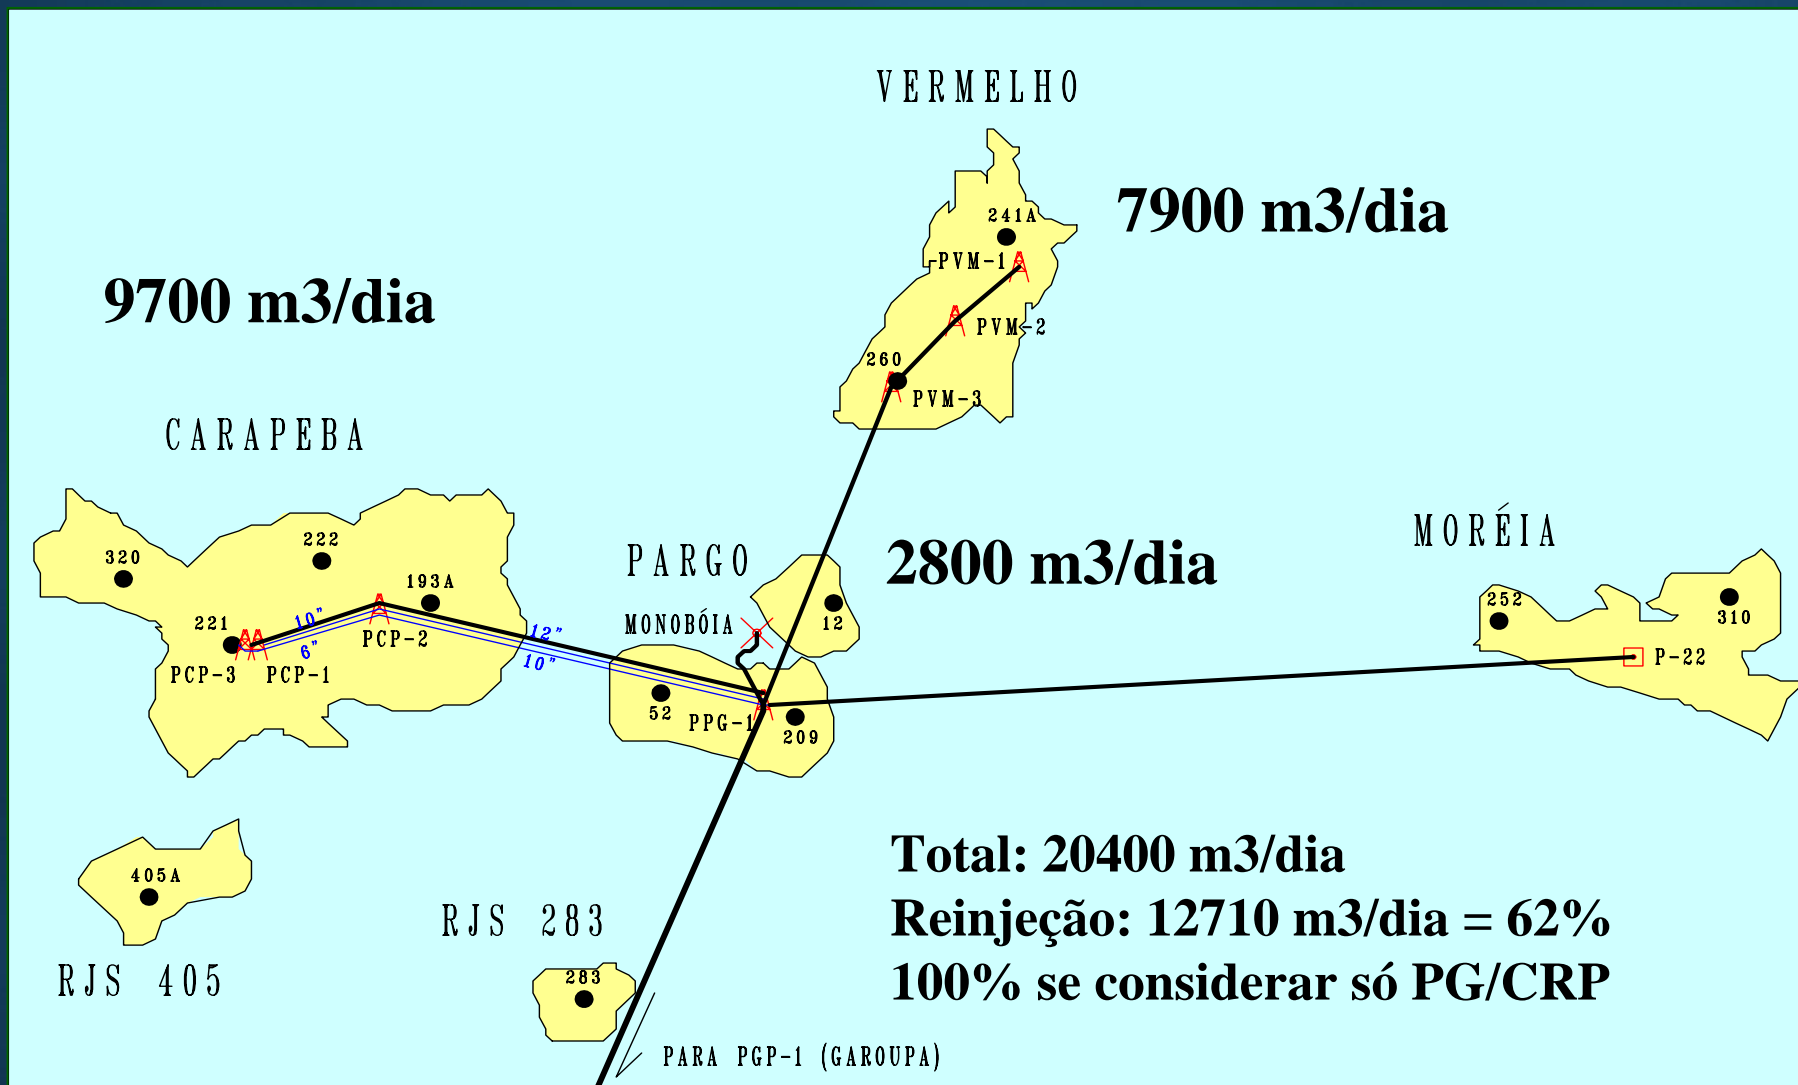 VERMELHO
7900 m3/dia
241A
PVM-1
9700 m3/dia
PVM-2
260
PVM-3
CARAPEBA
MORÉIA
PARGO
2800 m3/dia
222
320
193A
252
310
10"
221
MONOBÓIA
12
12"
6"
PCP-2
10"
P-22
PCP-3
PCP-1
52
PPG-1
209
Total: 20400 m3/dia
405A
RJS 283
Reinjeção: 12710 m3/dia = 62%
RJS 405
283
100% se considerar só PG/CRP
PARA PGP-1 (GAROUPA)